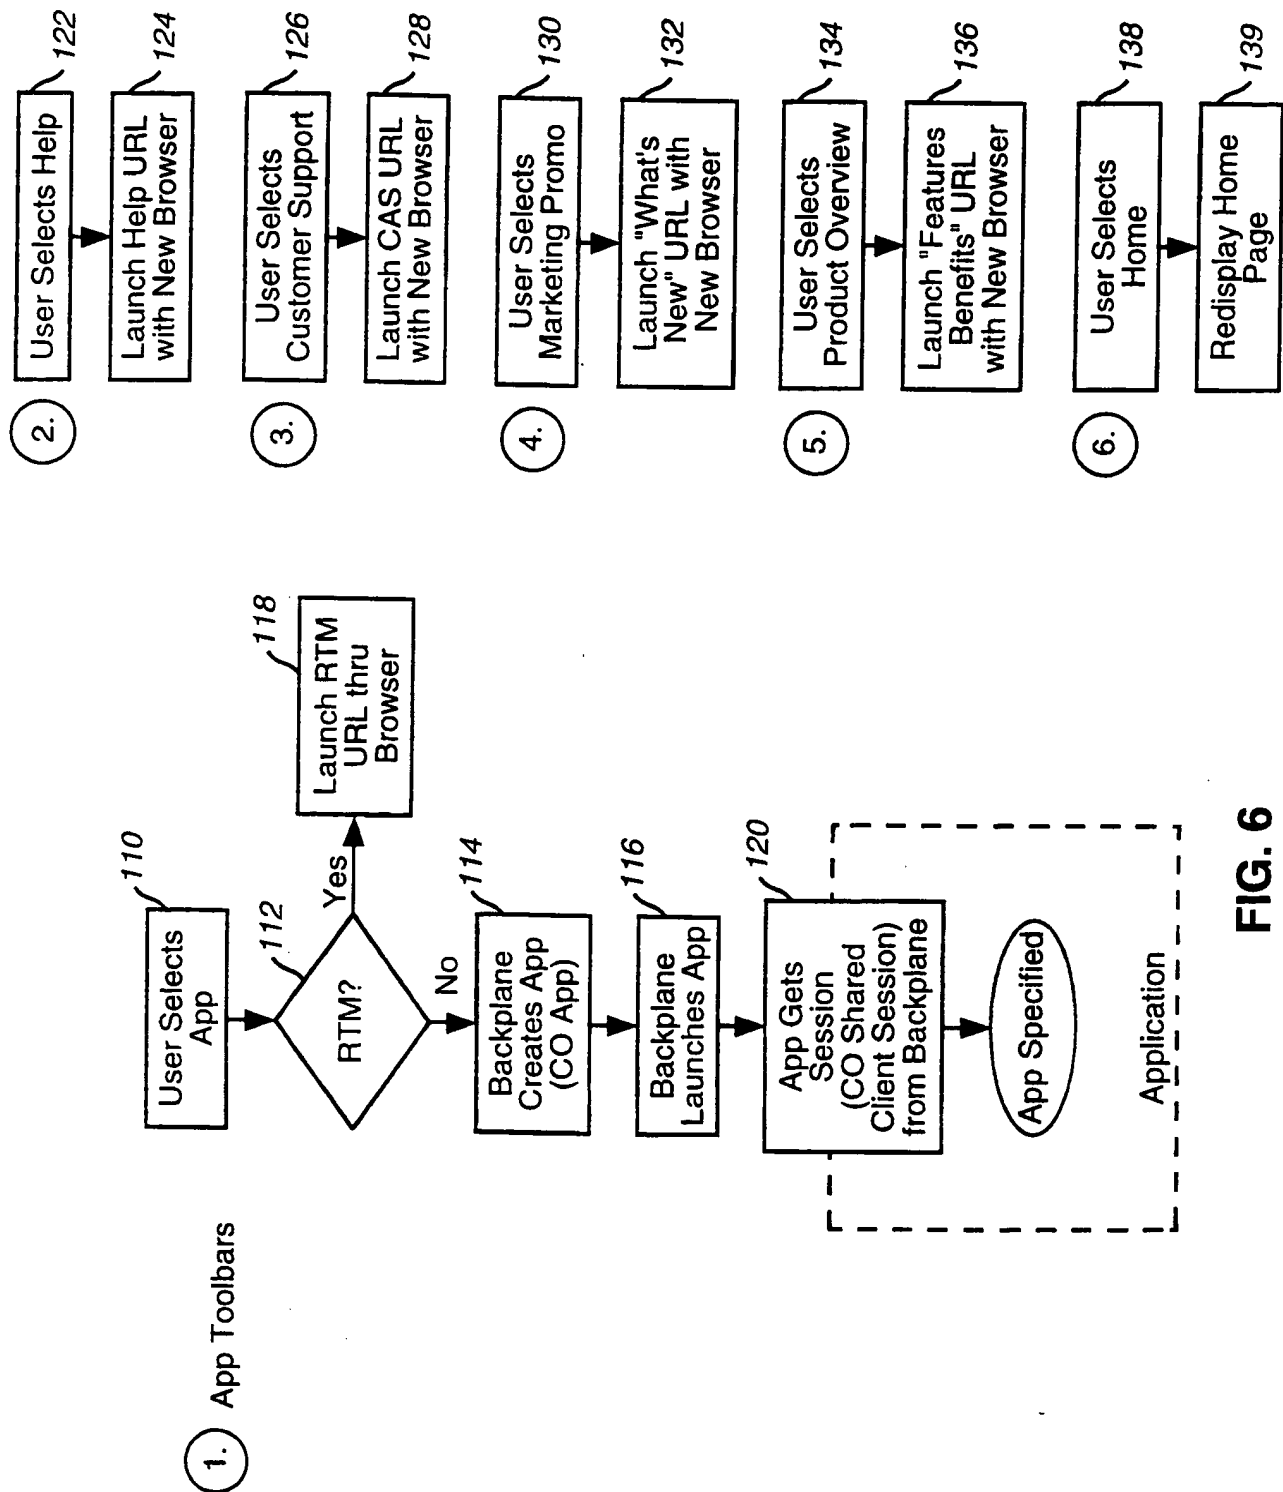 1.
App Toolbars
User Selects
App
110
RTM?
112
Yes
Launch RTM
URL thru
Browser
118
No
Backplane
Creates App
(CO App)
114
Backplane
Launches App
116
App Gets
Session
(CO Shared
Client Session)
from Backplane
120
App Specified
Application
2.
User Selects Help
122
Launch Help URL
with New Browser
124
3.
User Selects
Customer Support
126
Launch CAS URL
with New Browser
128
4.
User Selects
Marketing Promo
130
Launch "What's
New" URL with
New Browser
132
5.
User Selects
Product Overview
134
Launch "Features
Benefits" URL
with New Browser
136
6.
User Selects
Home
138
Redisplay Home
Page
139
FIG. 6